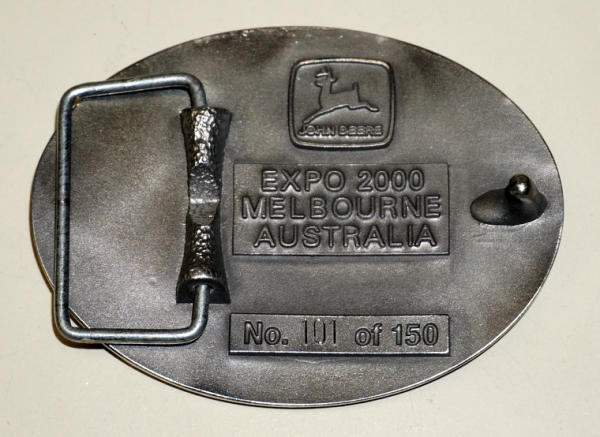 JOHN DEERE
EXPO 2000
MELBOURNE
AUSTRALIA
No. 101 of 150